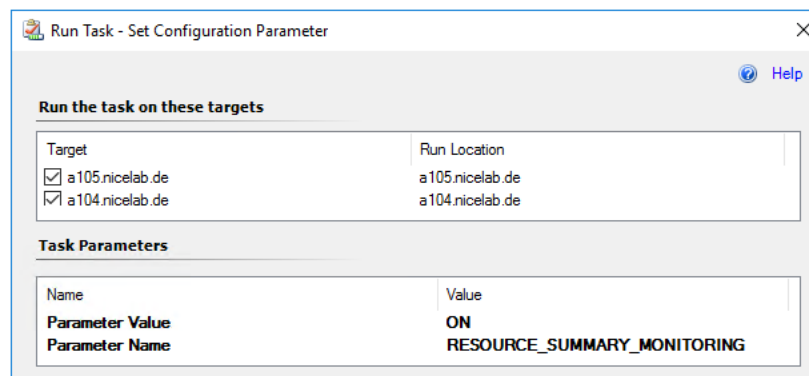 Run Task - Set Configuration Parameter
Help
Run the task on these targets
Target Run Location
a105.nicelab.de a105.nicelab.de
a104.nicelab.de a104.nicelab.de
Task Parameters
Name Value
Parameter Value ON
Parameter Name RESOURCE_SUMMARY_MONITORING